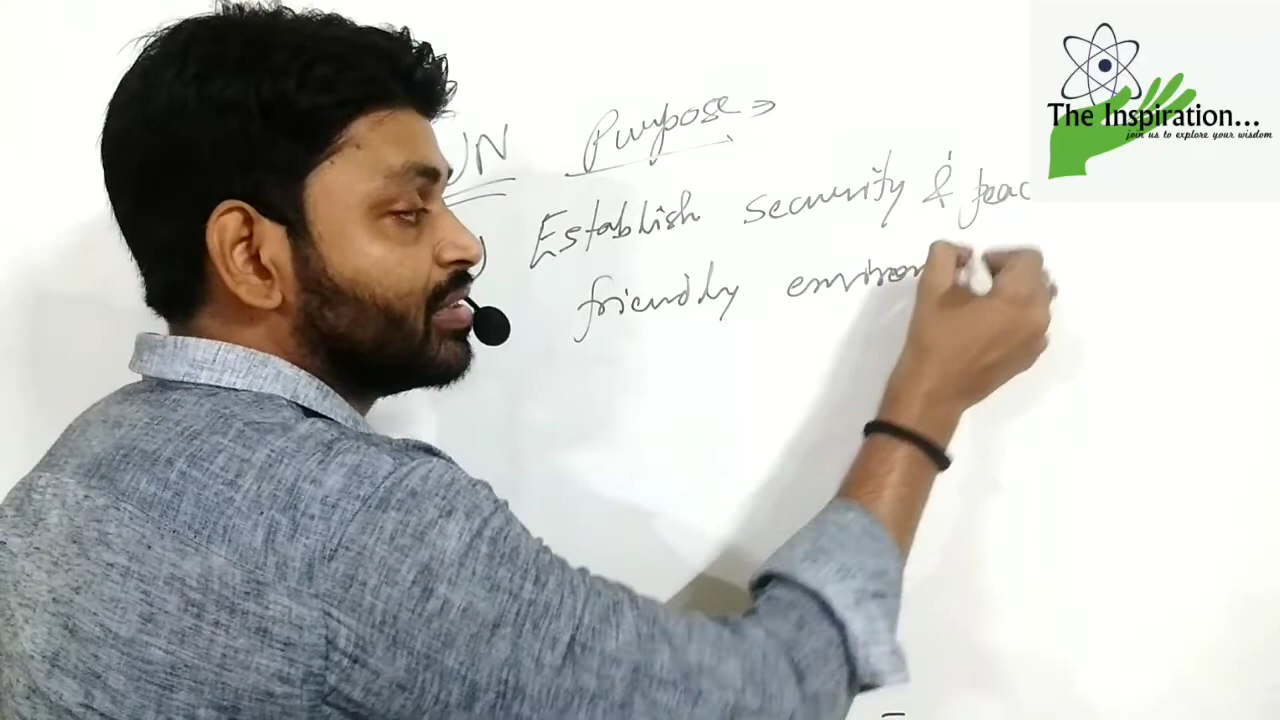 UN Purpose →
Establish security & peac
friendly environ
The Inspiration...
join us to explore your wisdom